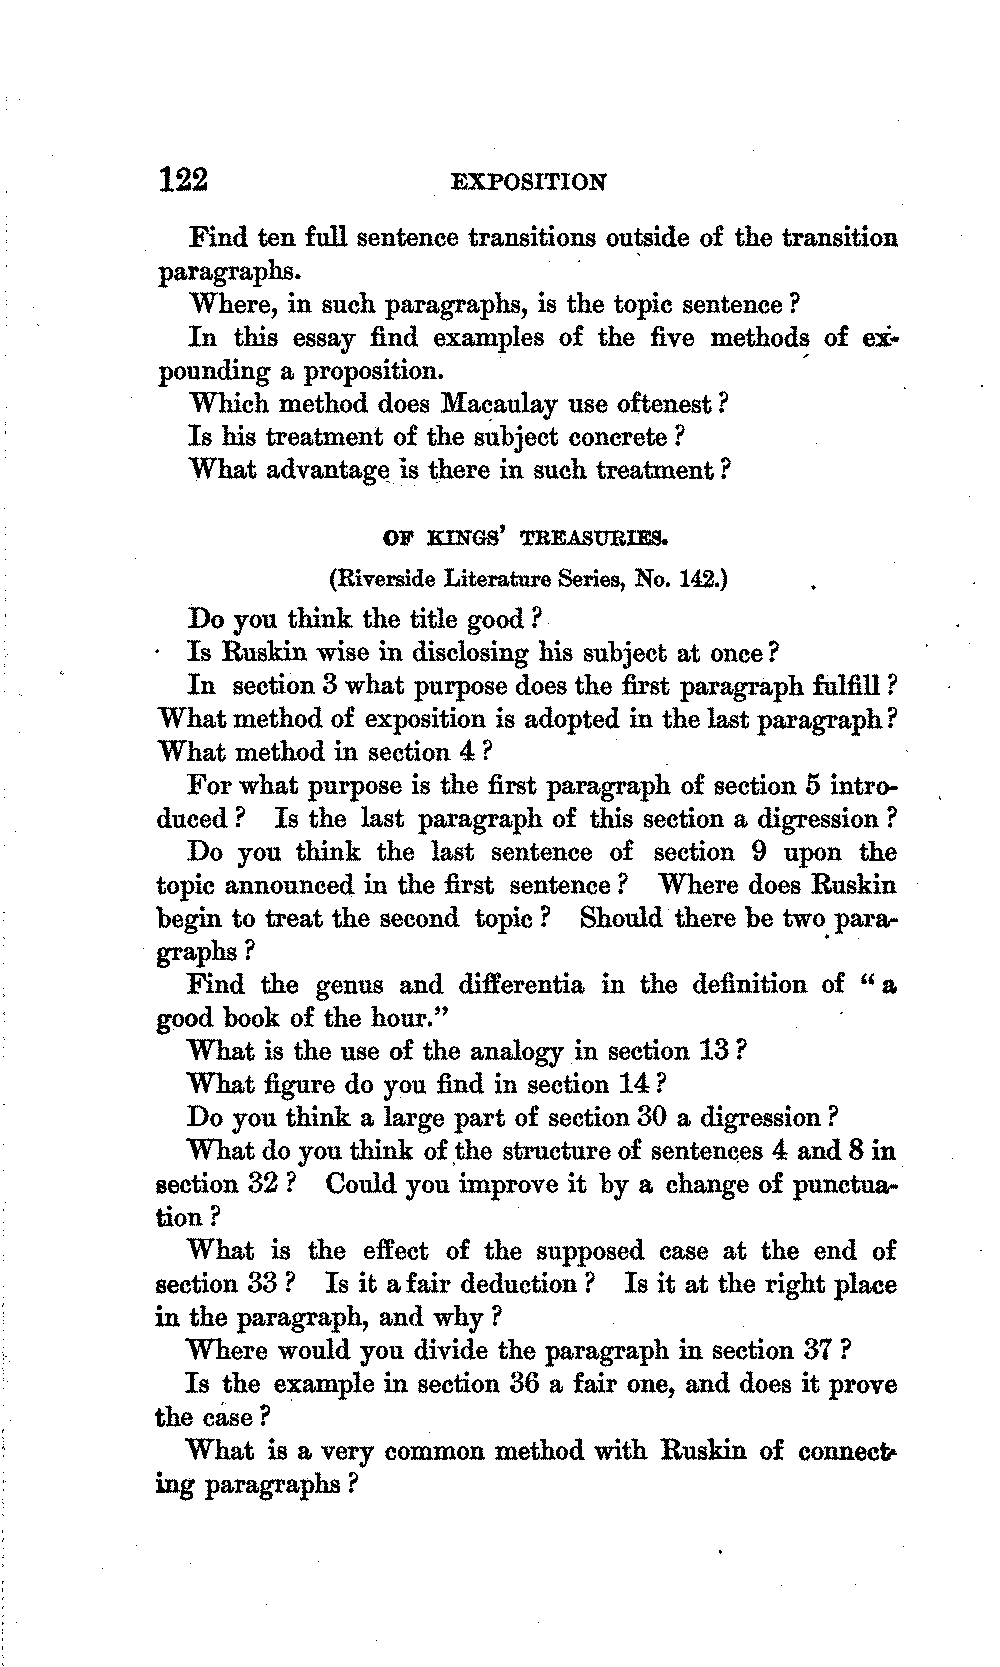 122 EXPOSITION
Find ten full sentence transitions outside of the transition
paragraphs.
Where, in such paragraphs, is the topic sentence?
In this essay find examples of the five methods of ex-
pounding a proposition.
Which method does Macaulay use oftenest?
Is his treatment of the subject concrete?
What advantage is there in such treatment?
OF KINGS' TREASURIES.
(Riverside Literature Series, No. 142.)
Do you think the title good?
Is Ruskin wise in disclosing his subject at once?
In section 3 what purpose does the first paragraph fulfill?
What method of exposition is adopted in the last paragraph?
What method in section 4?
For what purpose is the first paragraph of section 5 intro-
duced? Is the last paragraph of this section a digression?
Do you think the last sentence of section 9 upon the
topic announced in the first sentence? Where does Ruskin
begin to treat the second topic? Should there be two para-
graphs?
Find the genus and differentia in the definition of "a
good book of the hour."
What is the use of the analogy in section 13?
What figure do you find in section 14?
Do you think a large part of section 30 a digression?
What do you think of the structure of sentences 4 and 8 in
section 32? Could you improve it by a change of punctua-
tion?
What is the effect of the supposed case at the end of
section 33? Is it a fair deduction? Is it at the right place
in the paragraph, and why?
Where would you divide the paragraph in section 37?
Is the example in section 36 a fair one, and does it prove
the case?
What is a very common method with Ruskin of connect-
ing paragraphs?